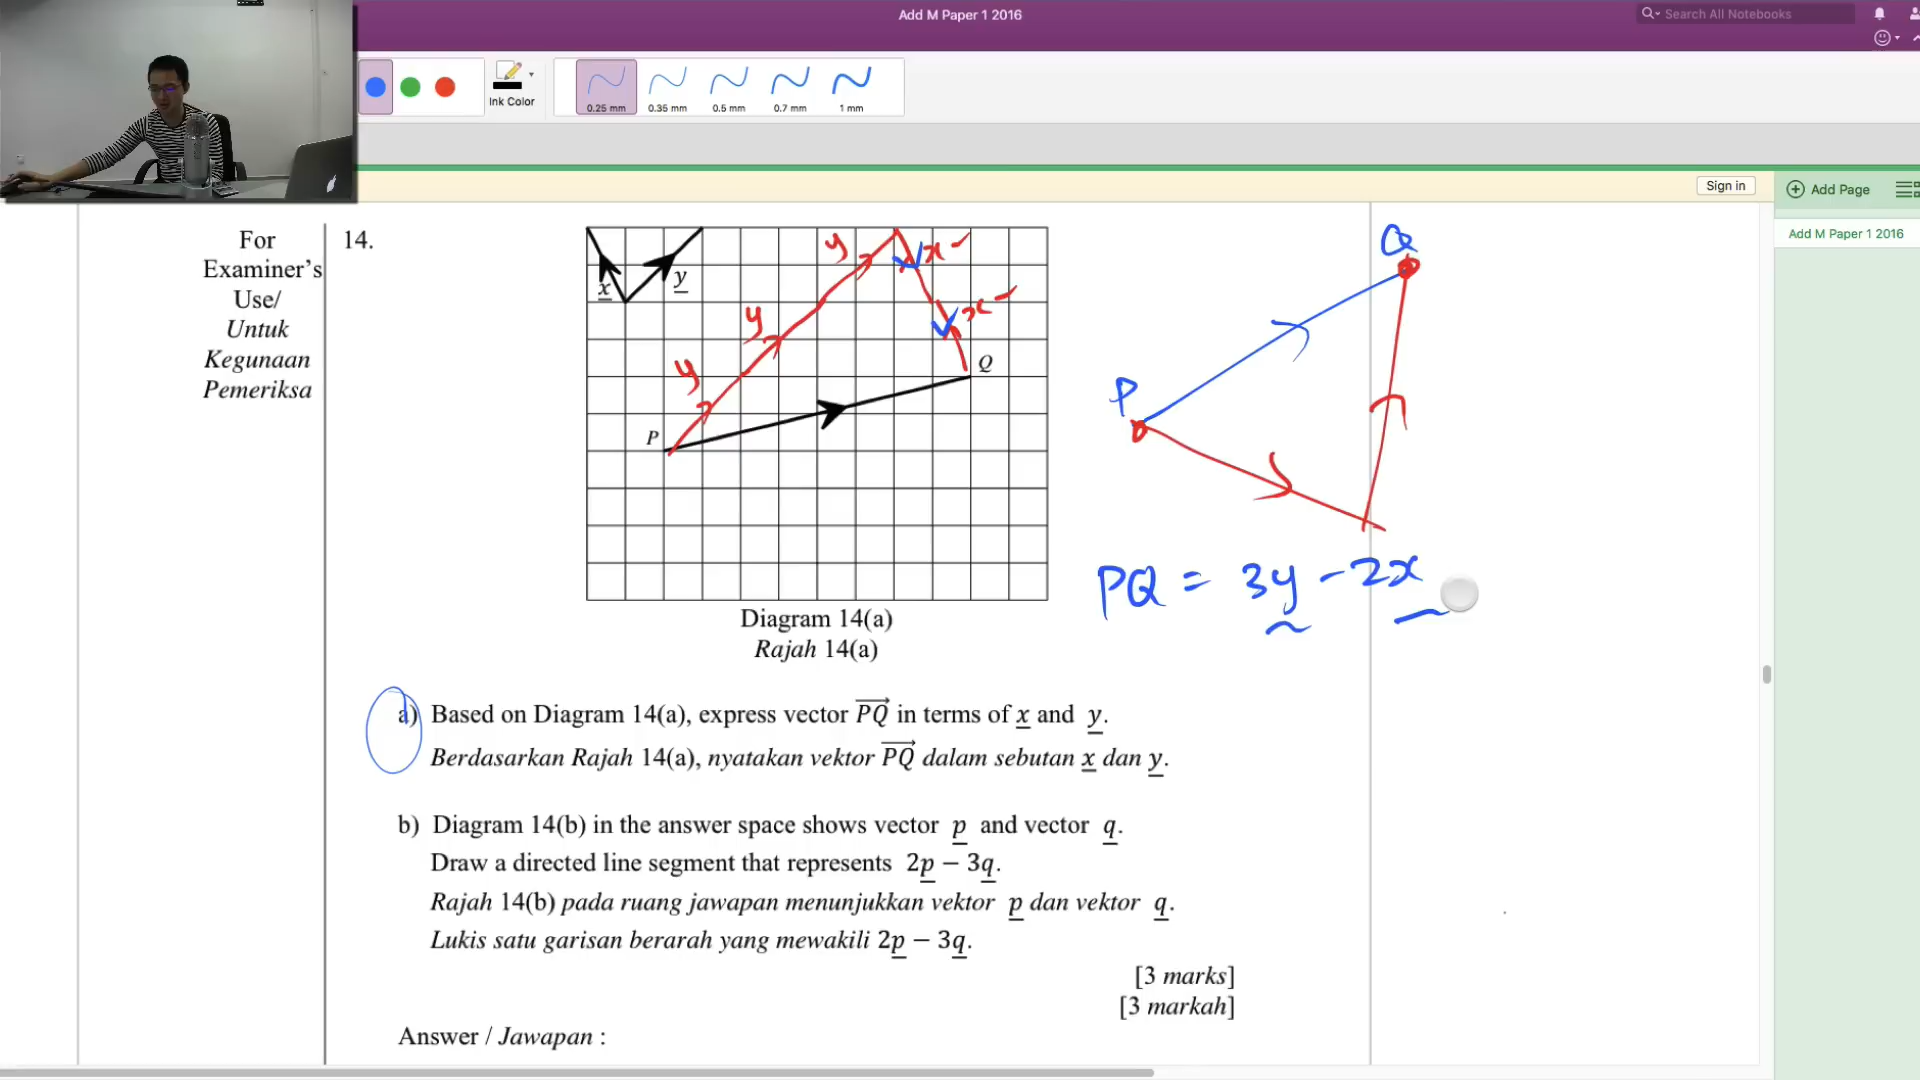 Add M Paper 1 2016
Search All Notebooks
Ink Color
0.25 mm
0.35 mm
0.5 mm
0.7 mm
1 mm
Sign in
Add Page
Add M Paper 1 2016
For
Examiner's
Use/
Untuk
Kegunaan
Pemeriksa
14.
x
y
y
x
y
x
y
Q
P
Q
P
PQ = 3y - 2x
Diagram 14(a)
Rajah 14(a)
a) Based on Diagram 14(a), express vector PQ in terms of x and y.
Berdasarkan Rajah 14(a), nyatakan vektor PQ dalam sebutan x dan y.
b) Diagram 14(b) in the answer space shows vector p and vector q.
Draw a directed line segment that represents 2p − 3q.
Rajah 14(b) pada ruang jawapan menunjukkan vektor p dan vektor q.
Lukis satu garisan berarah yang mewakili 2p − 3q.
[3 marks]
[3 markah]
Answer / Jawapan :